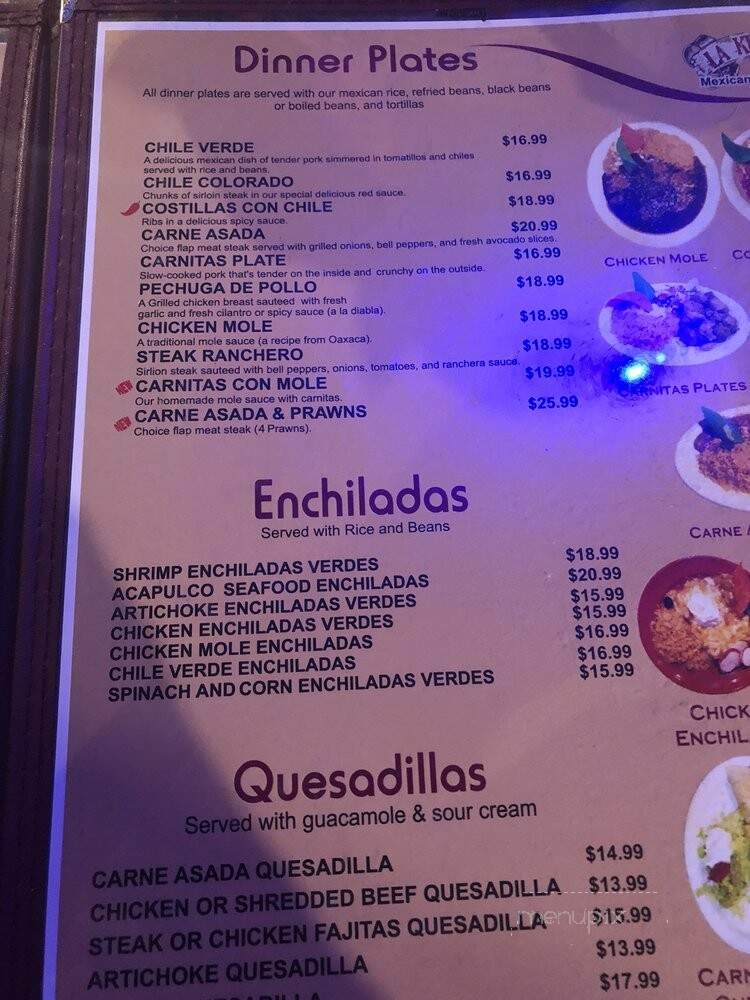 Dinner Plates
LA
Mexican
All dinner plates are served with our mexican rice, refried beans, black beans
or boiled beans, and tortillas
CHILE VERDE $16.99
A delicious mexican dish of tender pork simmered in tomatillos and chiles
served with rice and beans.
CHILE COLORADO $16.99
Chunks of sirloin steak in our special delicious red sauce.
COSTILLAS CON CHILE $18.99
Ribs in a delicious spicy sauce.
CARNE ASADA $20.99
Choice flap meat steak served with grilled onions, bell peppers, and fresh avocado slices.
CARNITAS PLATE $16.99
Slow-cooked pork that's tender on the inside and crunchy on the outside.
PECHUGA DE POLLO $18.99
A Grilled chicken breast sauteed with fresh
garlic and fresh cilantro or spicy sauce (a la diabla).
CHICKEN MOLE $18.99
A traditional mole sauce (a recipe from Oaxaca).
STEAK RANCHERO $18.99
Sirlion steak sauteed with bell peppers, onions, tomatoes, and ranchera sauce.
NEW CARNITAS CON MOLE $19.99
Our homemade mole sauce with carnitas.
NEW CARNE ASADA & PRAWNS $25.99
Choice flap meat steak (4 Prawns).
CHICKEN MOLE
CARNITAS PLATES
CARNE
Enchiladas
Served with Rice and Beans
SHRIMP ENCHILADAS VERDES $18.99
ACAPULCO SEAFOOD ENCHILADAS $20.99
ARTICHOKE ENCHILADAS VERDES $15.99
CHICKEN ENCHILADAS VERDES $15.99
CHICKEN MOLE ENCHILADAS $16.99
CHILE VERDE ENCHILADAS $16.99
SPINACH AND CORN ENCHILADAS VERDES $15.99
CHICK
ENCHIL
Quesadillas
Served with guacamole & sour cream
CARNE ASADA QUESADILLA $14.99
CHICKEN OR SHREDDED BEEF QUESADILLA $13.99
STEAK OR CHICKEN FAJITAS QUESADILLA $15.99
ARTICHOKE QUESADILLA $13.99
$17.99
CARN
menupix